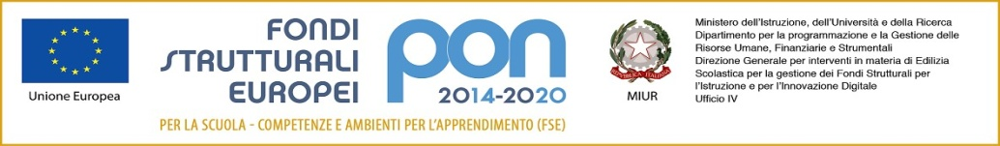 Unione Europea
FONDI
STRUTTURALI
EUROPEI
pon
2014-2020
PER LA SCUOLA - COMPETENZE E AMBIENTI PER L'APPRENDIMENTO (FSE)
REPVBBLICA ITALIANA
MIUR
Ministero dell'Istruzione, dell'Università e della Ricerca
Dipartimento per la programmazione e la Gestione delle
Risorse Umane, Finanziarie e Strumentali
Direzione Generale per interventi in materia di Edilizia
Scolastica per la gestione dei Fondi Strutturali per
l'Istruzione e per l'Innovazione Digitale
Ufficio IV